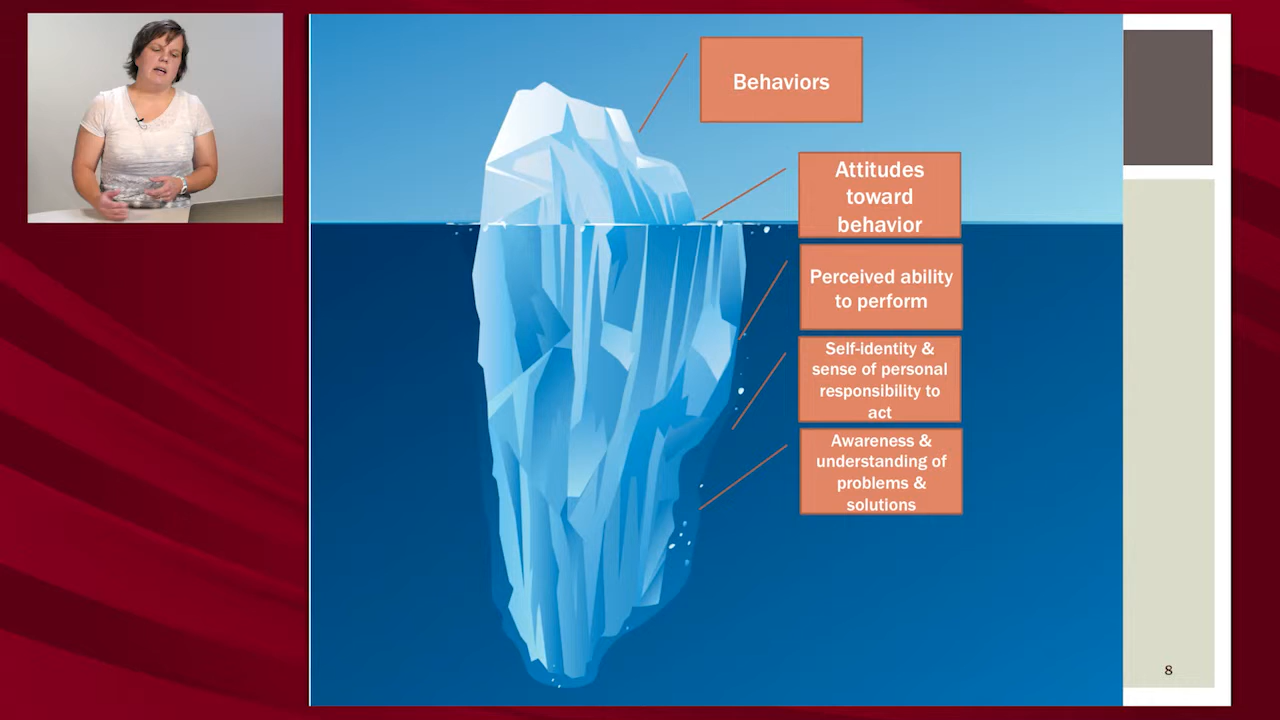 Behaviors
Attitudes
toward
behavior
Perceived ability
to perform
Self-identity &
sense of personal
responsibility to
act
Awareness &
understanding of
problems &
solutions
8